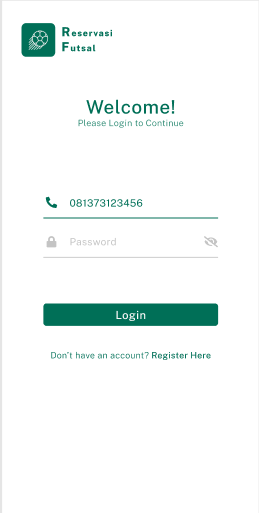 Reservasi
Futsal
Welcome!
Please Login to Continue
081373123456
Password
Login
Don't have an account? Register Here